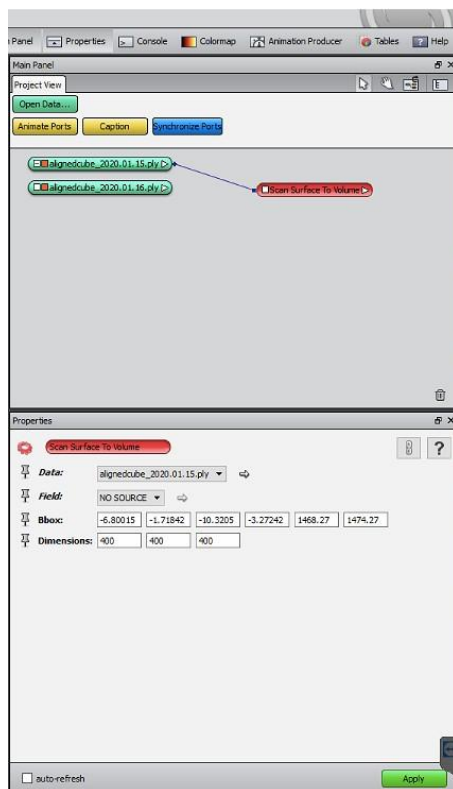 Panel Properties Console Colormap Animation Producer Tables Help
Main Panel
Project View
Open Data...
Animate Ports Caption Synchronize Ports
alignedcube_2020.01.15.ply
alignedcube_2020.01.16.ply
Scan Surface To Volume
Properties
Scan Surface To Volume
?
Data: alignedcube_2020.01.15.ply
Field: NO SOURCE
Bbox: -6.80015 -1.71842 -10.3205 -3.27242 1468.27 1474.27
Dimensions: 400 400 400
auto-refresh Apply